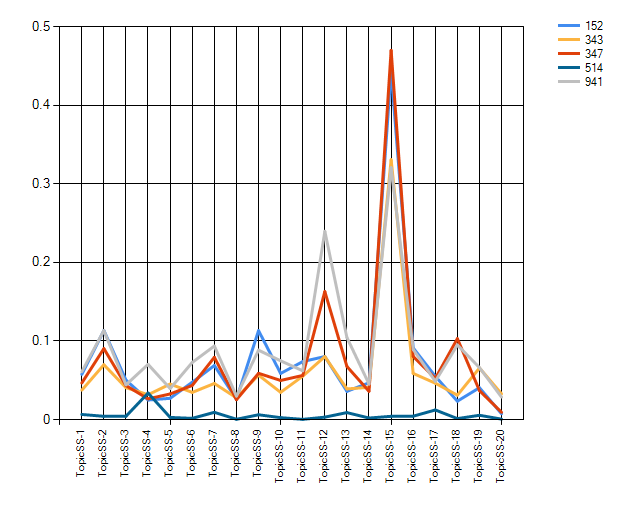 0.5
0.4
0.3
0.2
0.1
0
TopicSS-1
TopicSS-2
TopicSS-3
TopicSS-4
TopicSS-5
TopicSS-6
TopicSS-7
TopicSS-8
TopicSS-9
TopicSS-10
TopicSS-11
TopicSS-12
TopicSS-13
TopicSS-14
TopicSS-15
TopicSS-16
TopicSS-17
TopicSS-18
TopicSS-19
TopicSS-20
152
343
347
514
941